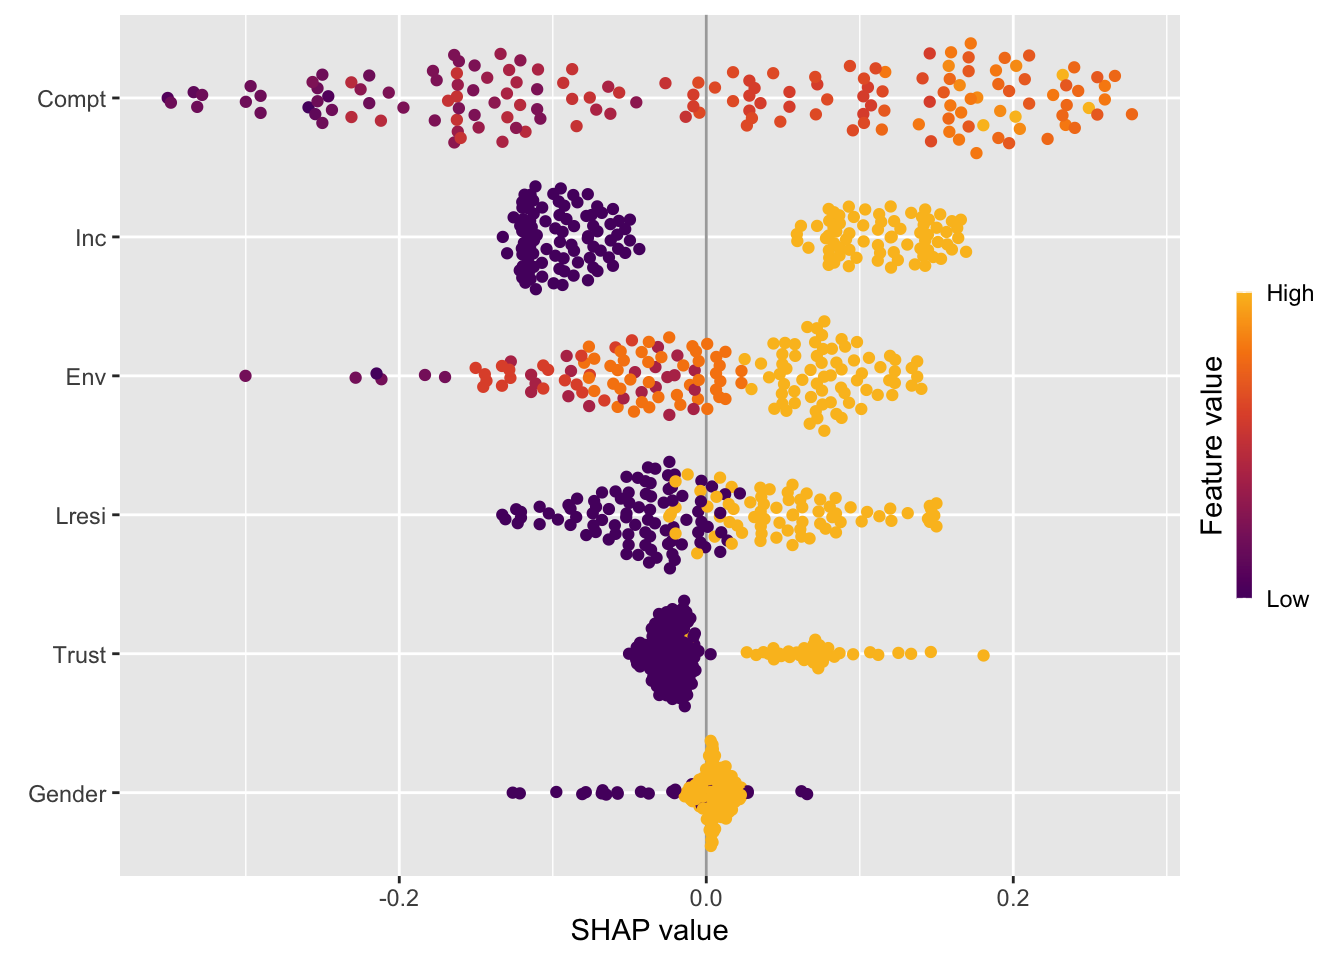 Compt
Inc
Env
Lresi
Trust
Gender
-0.2
0.0
0.2
SHAP value
High
Feature value
Low